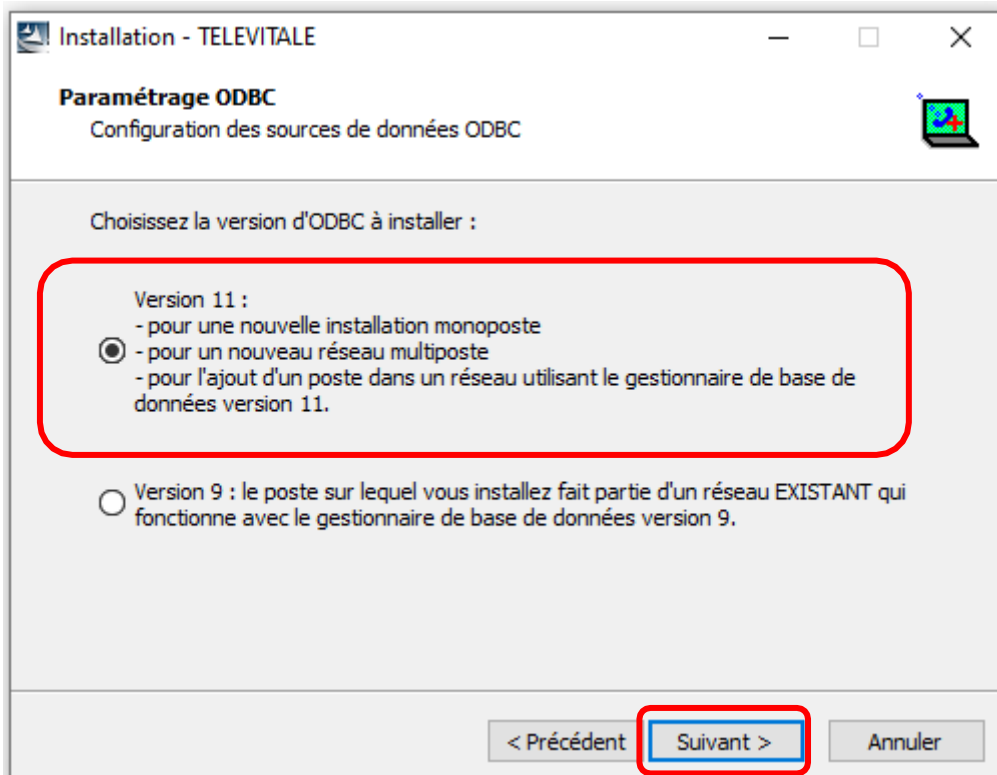 Installation - TELEVITALE
Paramétrage ODBC
Configuration des sources de données ODBC
Choisissez la version d'ODBC à installer :
Version 11 :
- pour une nouvelle installation monoposte
- pour un nouveau réseau multiposte
- pour l'ajout d'un poste dans un réseau utilisant le gestionnaire de base de
données version 11.
Version 9 : le poste sur lequel vous installez fait partie d'un réseau EXISTANT qui
fonctionne avec le gestionnaire de base de données version 9.
< Précédent
Suivant >
Annuler